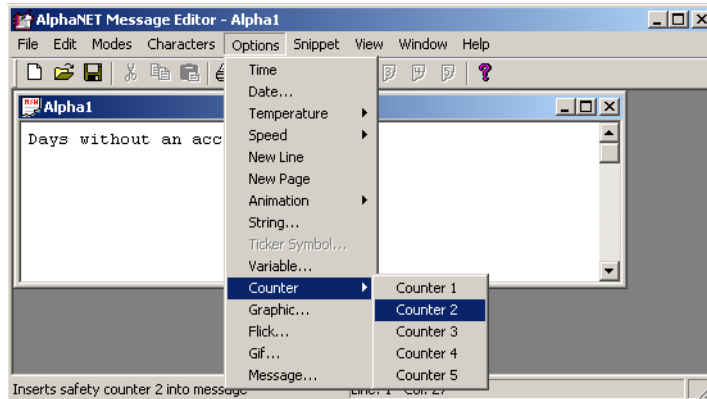 AlphaNET Message Editor - Alpha1
File Edit Modes Characters Options Snippet View Window Help
Time
Date...
Temperature
Speed
New Line
New Page
Animation
String...
Ticker Symbol...
Variable...
Counter
Graphic...
Flick...
Gif...
Message...
Counter 1
Counter 2
Counter 3
Counter 4
Counter 5
Alpha1
Days without an acc
Inserts safety counter 2 into message
Line: 1 Col: 27